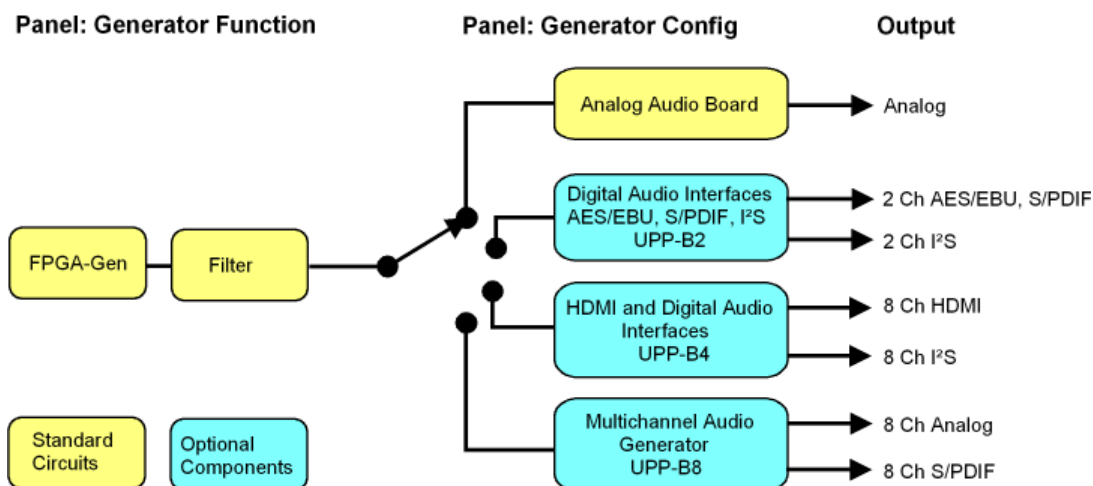 Panel: Generator Function
Panel: Generator Config
Output
FPGA-Gen
Filter
Analog Audio Board
Analog
Digital Audio Interfaces
AES/EBU, S/PDIF, I²S
UPP-B2
2 Ch AES/EBU, S/PDIF
2 Ch I²S
HDMI and Digital Audio
Interfaces
UPP-B4
8 Ch HDMI
8 Ch I²S
Multichannel Audio
Generator
UPP-B8
8 Ch Analog
8 Ch S/PDIF
Standard
Circuits
Optional
Components